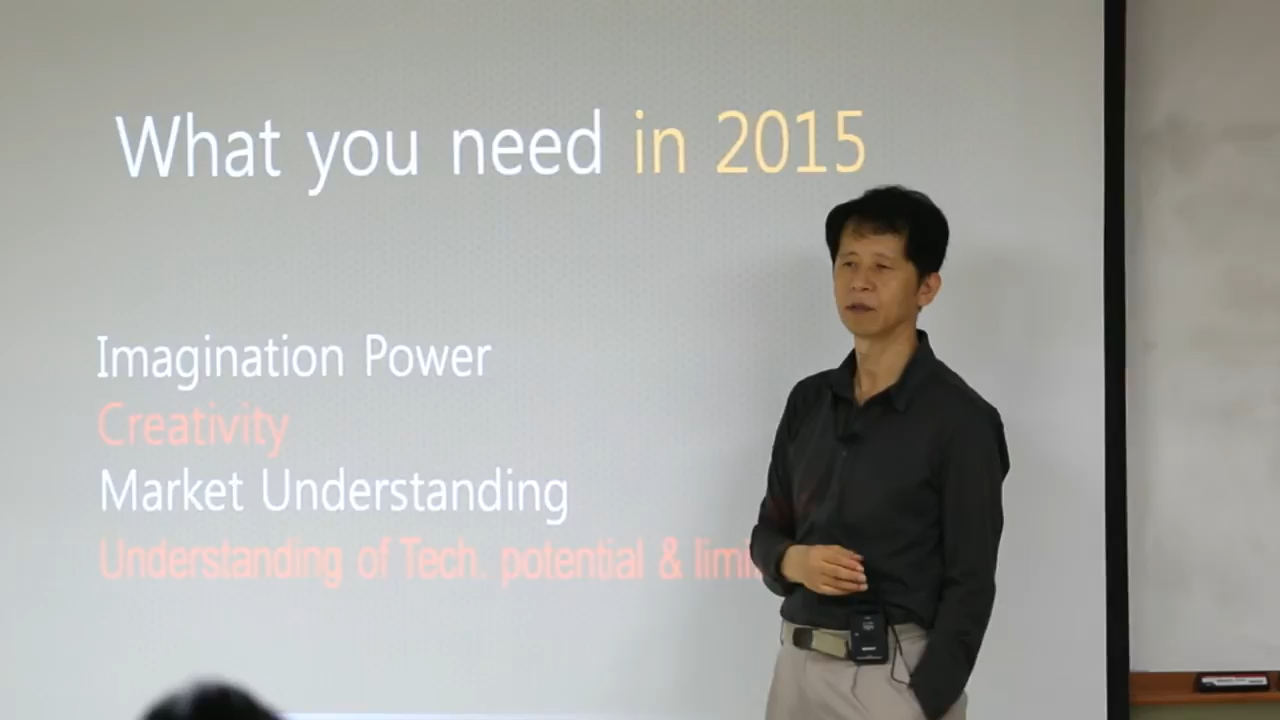 What you need in 2015
Imagination Power
Creativity
Market Understanding
Understanding of Tech. potential &